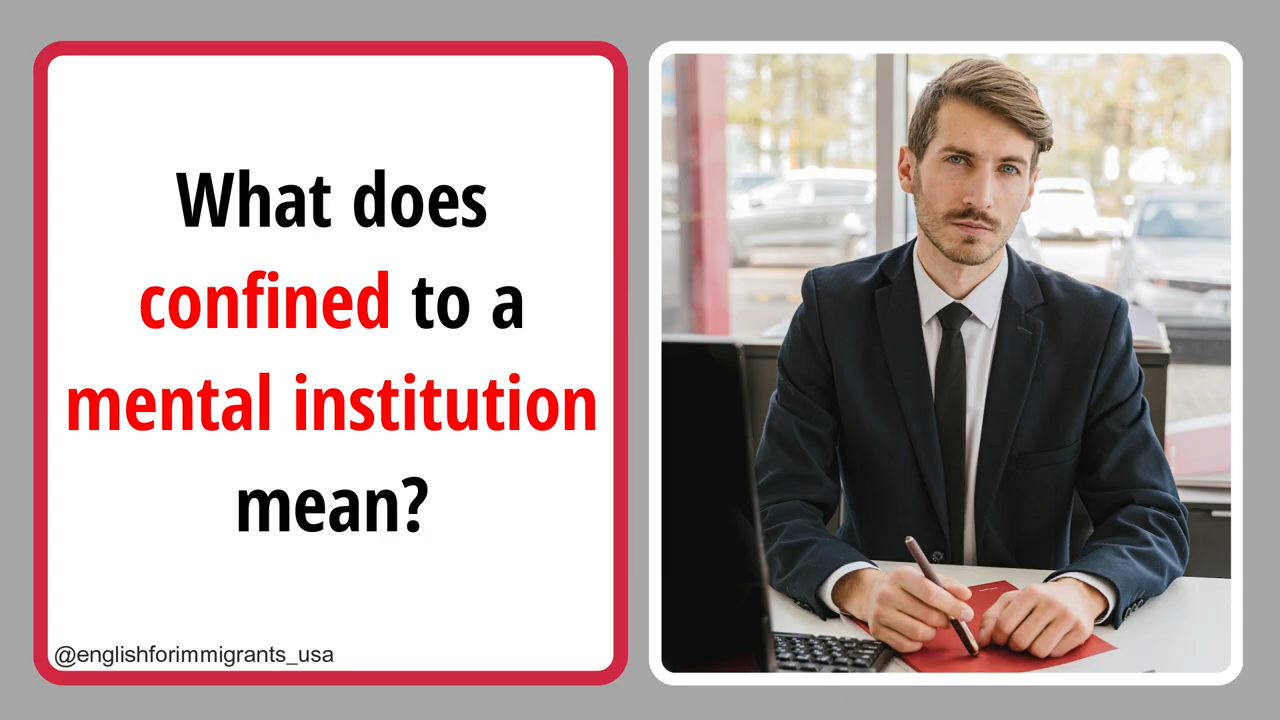 What does
confined to a
mental institution
mean?
@englishforimmigrants_usa